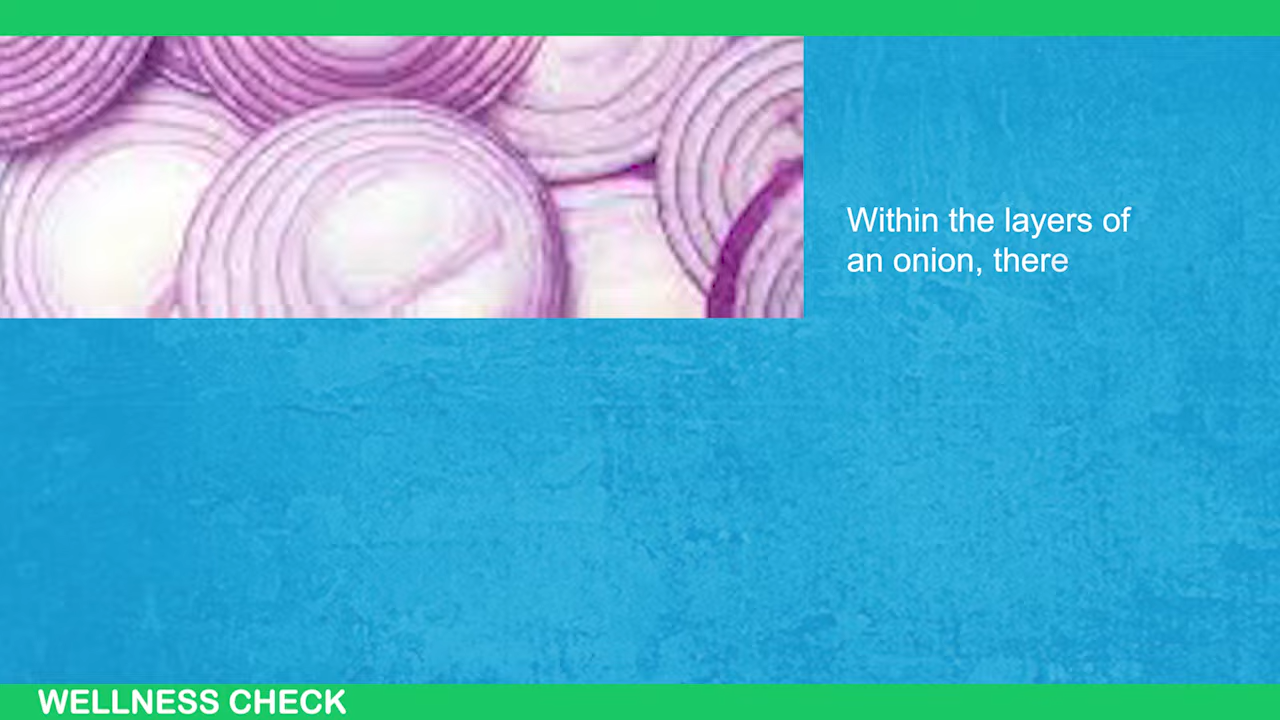 Within the layers of
an onion, there
WELLNESS CHECK